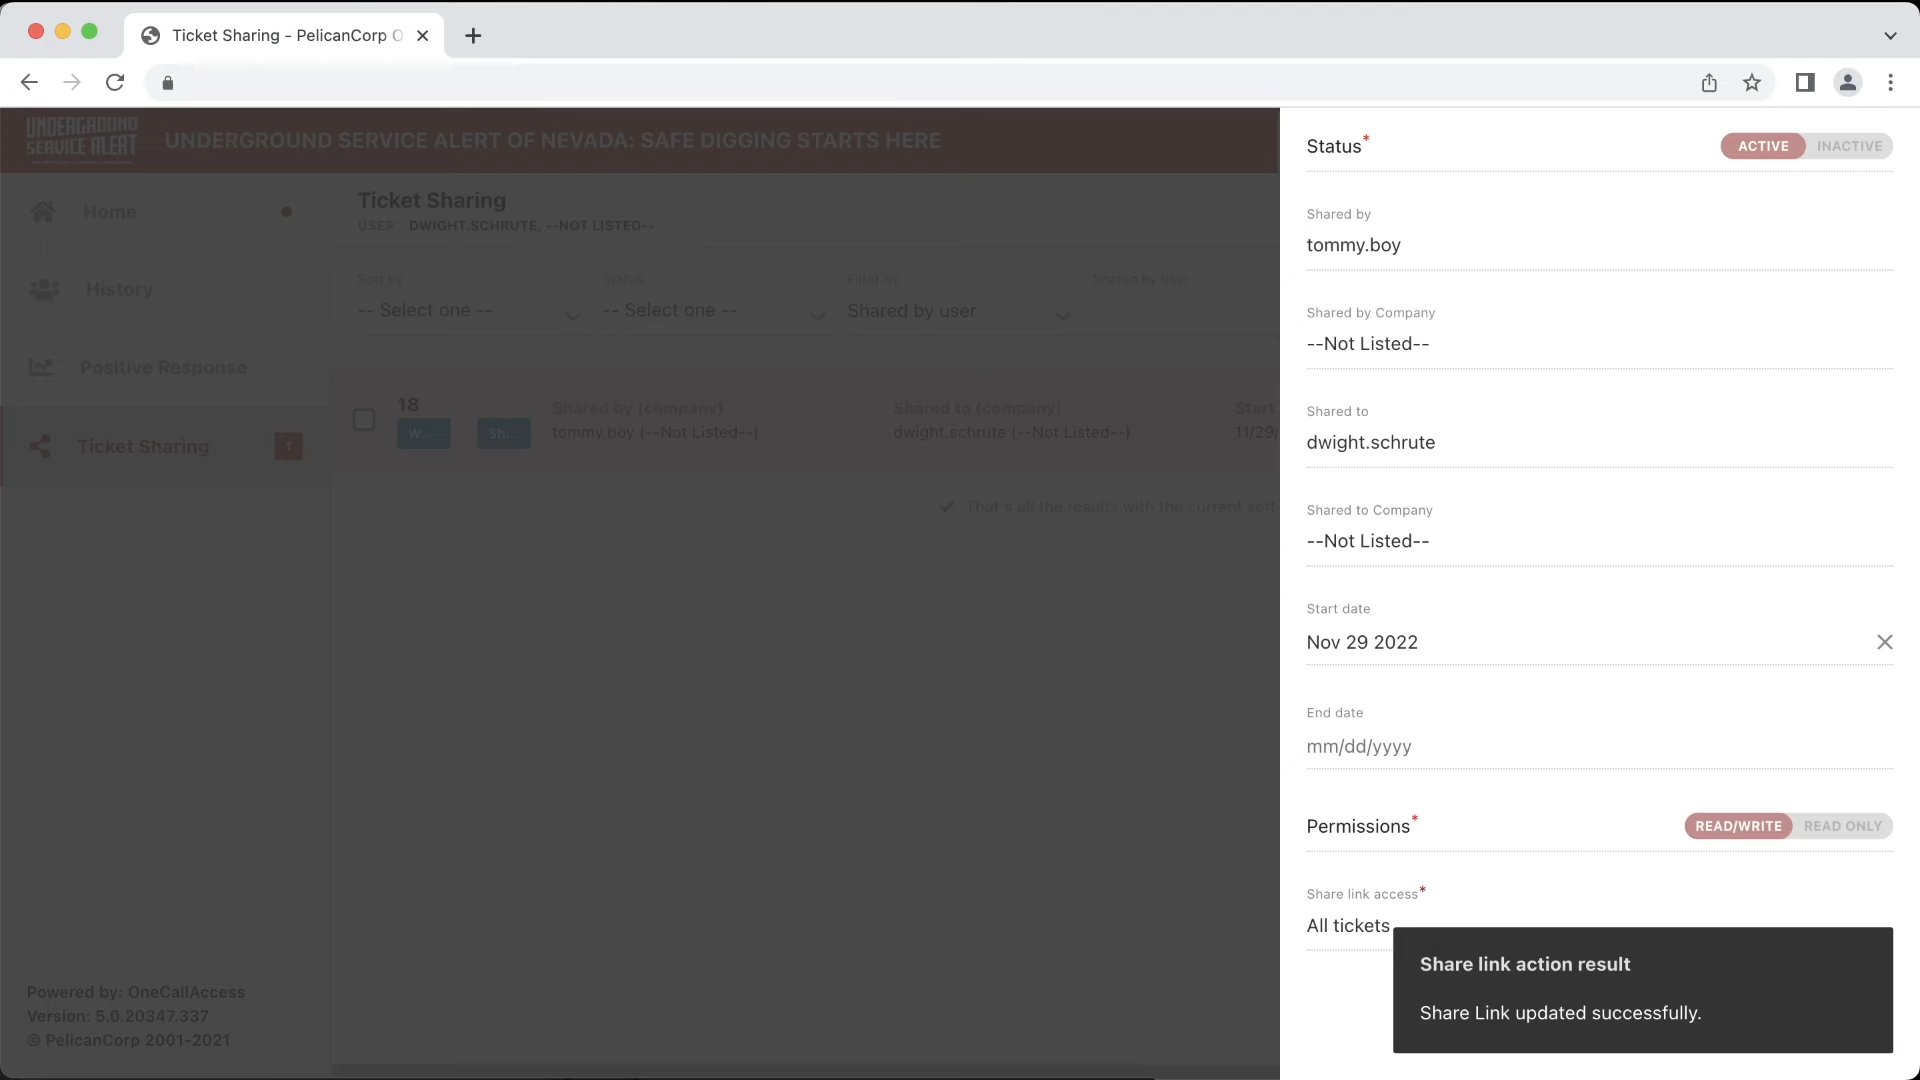 Ticket Sharing - PelicanCorp O
UNDERGROUND
SERVICE ALERT
UNDERGROUND SERVICE ALERT OF NEVADA: SAFE DIGGING STARTS HERE
Home
History
Positive Response
Ticket Sharing 1
Ticket Sharing
USER DWIGHT.SCHRUTE, --NOT LISTED--
Sort by Status Filter by Shared by user
-- Select one -- -- Select one -- Shared by user
18 Shared by (company) Shared to (company) Start
W... Sh... tommy.boy (--Not Listed--) dwight.schrute (--Not Listed--) 11/29/
That's all the results with the current sett
Powered by: OneCallAccess
Version: 5.0.20347.337
© PelicanCorp 2001-2021
Status* ACTIVE INACTIVE
Shared by
tommy.boy
Shared by Company
--Not Listed--
Shared to
dwight.schrute
Shared to Company
--Not Listed--
Start date
Nov 29 2022
End date
mm/dd/yyyy
Permissions* READ/WRITE READ ONLY
Share link access*
All tickets
Share link action result
Share Link updated successfully.